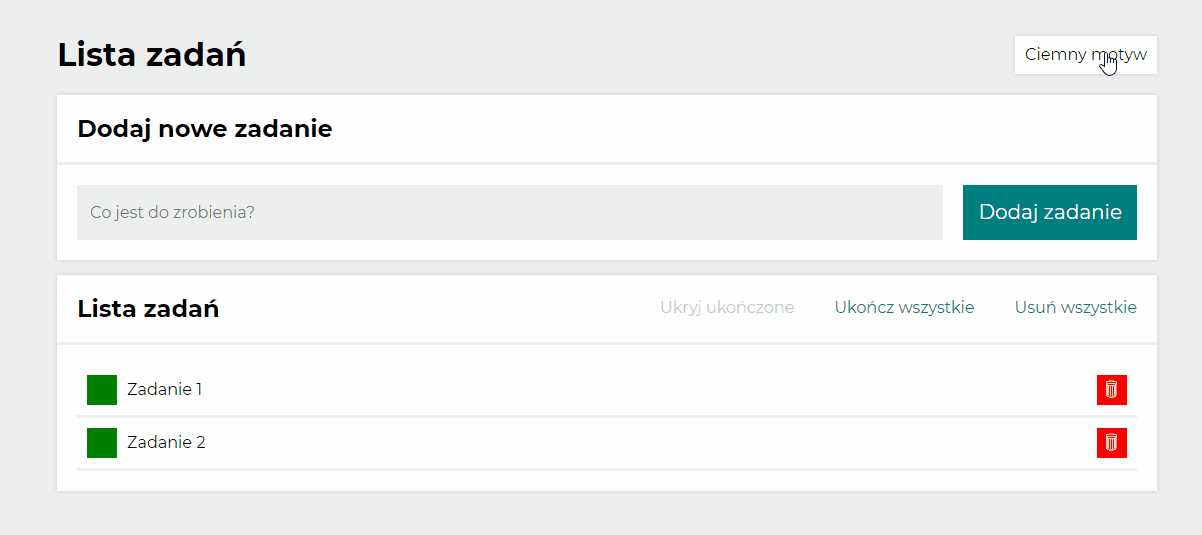 Lista zadań
Ciemny motyw
Dodaj nowe zadanie
Co jest do zrobienia?
Dodaj zadanie
Lista zadań
Ukryj ukończone
Ukończ wszystkie
Usuń wszystkie
Zadanie 1
Zadanie 2